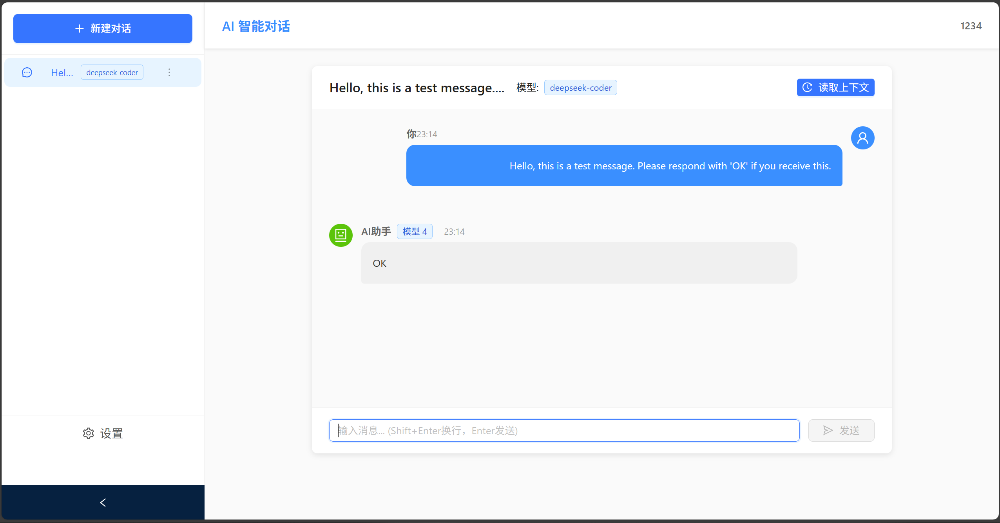 新建对话
Hel... deepseek-coder
设置
AI 智能对话
1234
Hello, this is a test message.... 模型: deepseek-coder
读取上下文
你23:14
Hello, this is a test message. Please respond with 'OK' if you receive this.
AI助手 模型 4 23:14
OK
输入消息... (Shift+Enter换行，Enter发送)
发送